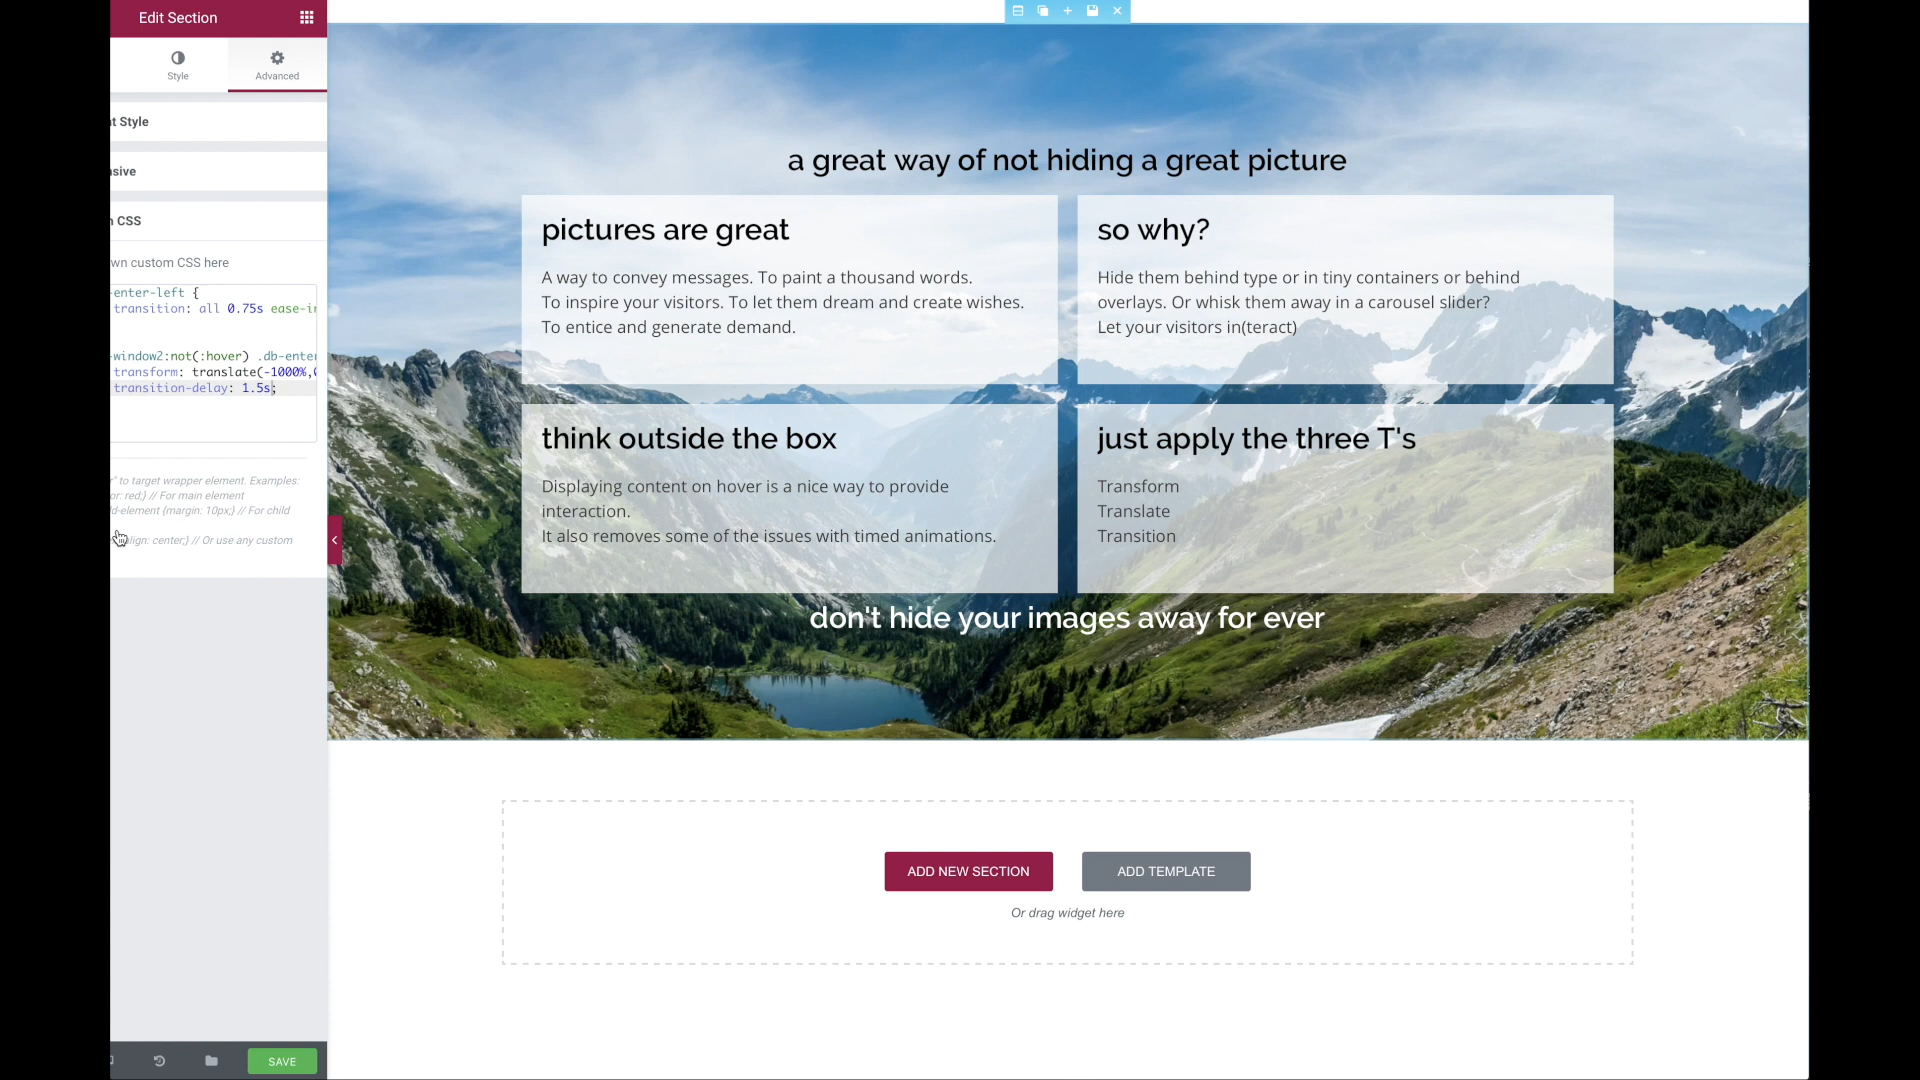 Edit Section
Style
Advanced
t Style
sive
CSS
wn custom CSS here
-enter-left {
transition: all 0.75s ease-in
-window2:not(:hover) .db-enter
transform: translate(-1000%,
transition-delay: 1.5s;
r" to target wrapper element. Examples:
or: red;} // For main element
ld-element {margin: 10px;} // For child
align: center;} // Or use any custom
SAVE
a great way of not hiding a great picture
pictures are great
A way to convey messages. To paint a thousand words.
To inspire your visitors. To let them dream and create wishes.
To entice and generate demand.
so why?
Hide them behind type or in tiny containers or behind
overlays. Or whisk them away in a carousel slider?
Let your visitors in(teract)
think outside the box
Displaying content on hover is a nice way to provide
interaction.
It also removes some of the issues with timed animations.
just apply the three T's
Transform
Translate
Transition
don't hide your images away for ever
ADD NEW SECTION
ADD TEMPLATE
Or drag widget here